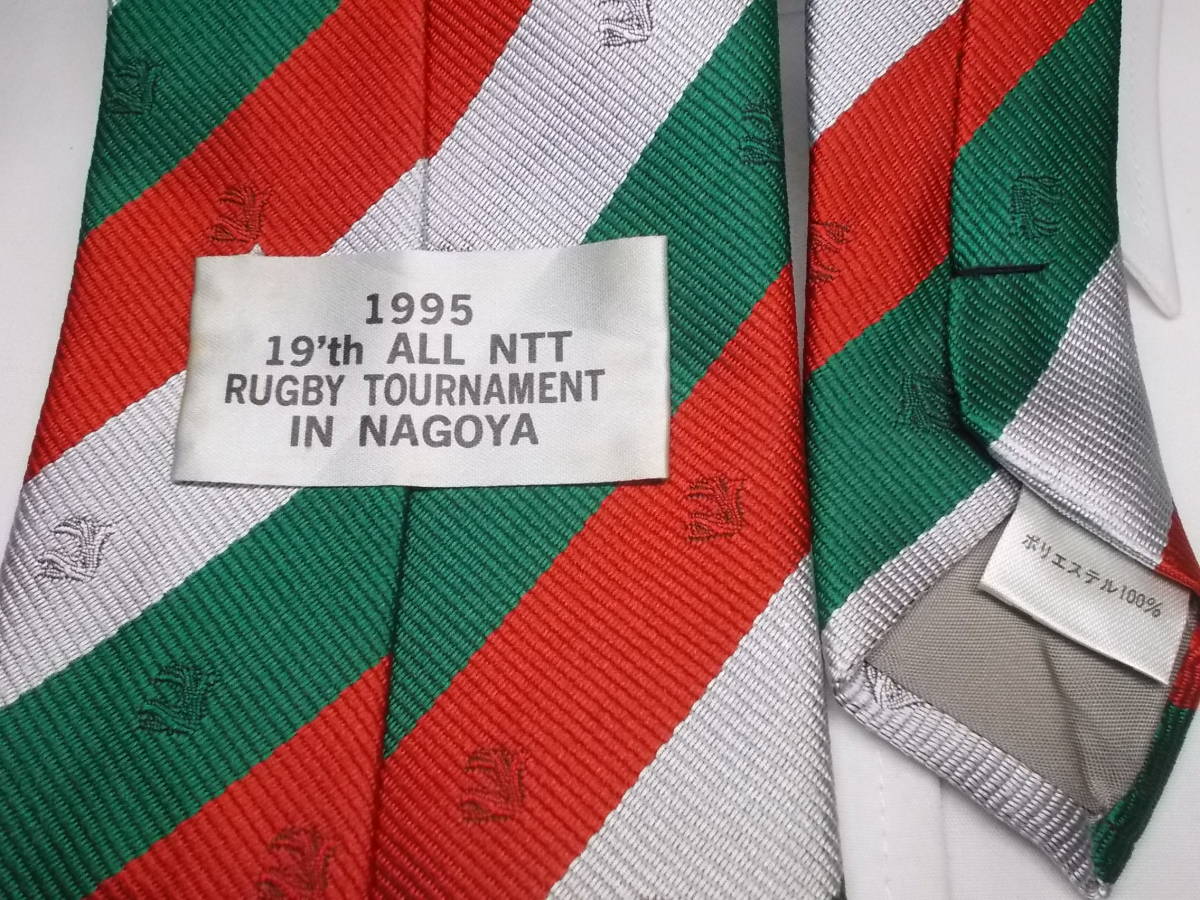 1995
19'th ALL NTT
RUGBY TOURNAMENT
IN NAGOYA
ポリエステル100%